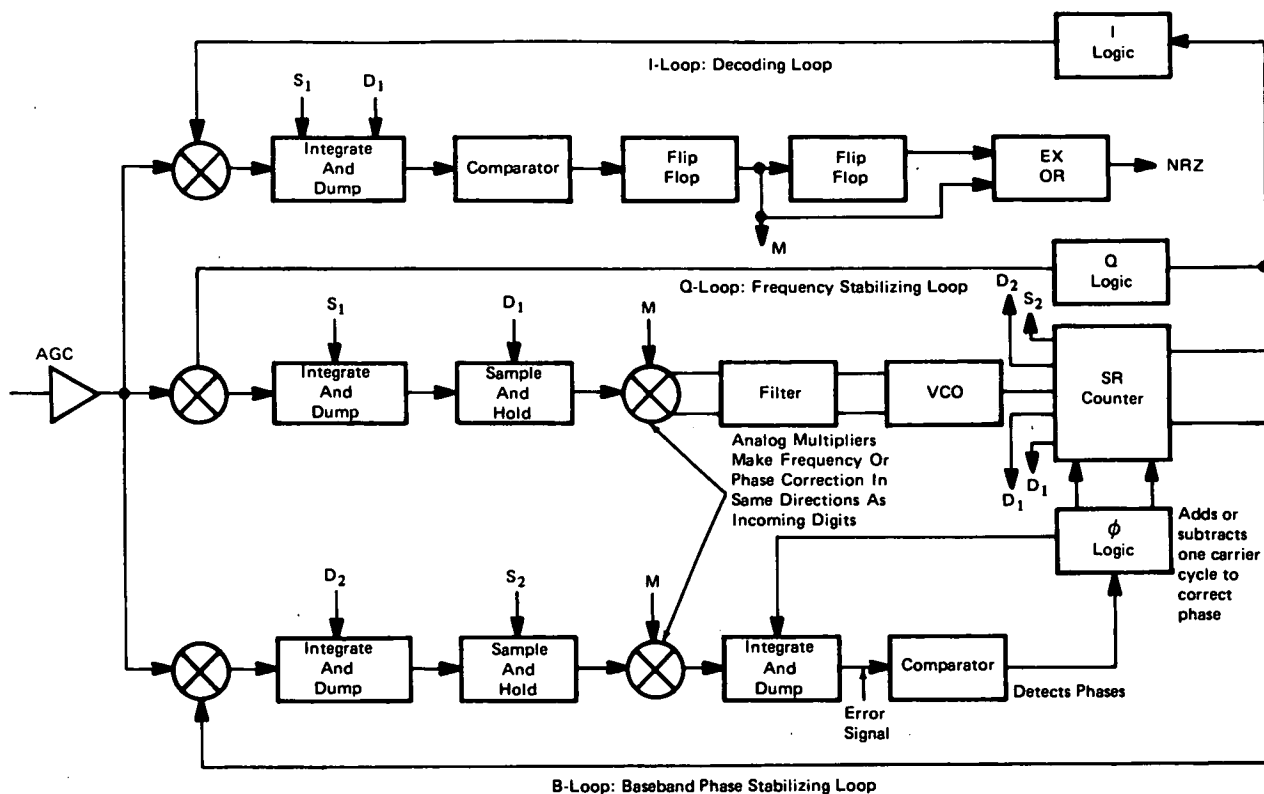 I
Logic
I-Loop: Decoding Loop
S1
D1
Integrate
And
Dump
Comparator
Flip
Flop
Flip
Flop
EX
OR
NRZ
M
Q
Logic
Q-Loop: Frequency Stabilizing Loop
D2
S2
AGC
S1
D1
M
Integrate
And
Dump
Sample
And
Hold
Filter
VCO
SR
Counter
Analog Multipliers
Make Frequency Or
Phase Correction In
Same Directions As
Incoming Digits
D1
D1
ϕ
Logic
Adds or
subtracts
one carrier
cycle to
correct
phase
D2
S2
M
Integrate
And
Dump
Sample
And
Hold
Integrate
And
Dump
Comparator
Detects Phases
Error
Signal
B-Loop: Baseband Phase Stabilizing Loop